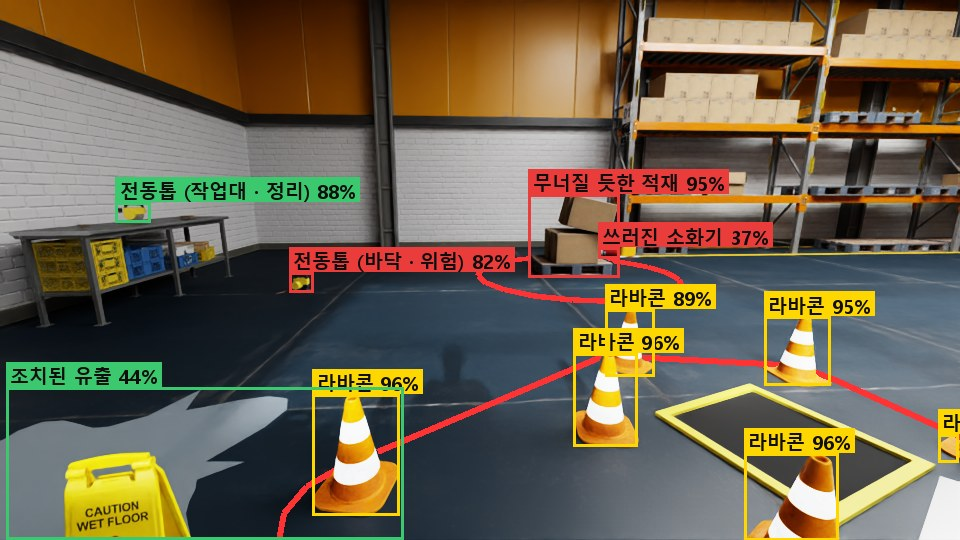 무너질 듯한 적재 95%
전동톱 (작업대 · 정리) 88%
쓰러진 소화기 37%
전동톱 (바닥 · 위험) 82%
라바콘 89%
라바콘 95%
라바콘 96%
조치된 유출 44%
라바콘 96%
라
라바콘 96%
CAUTION
WET FLOOR